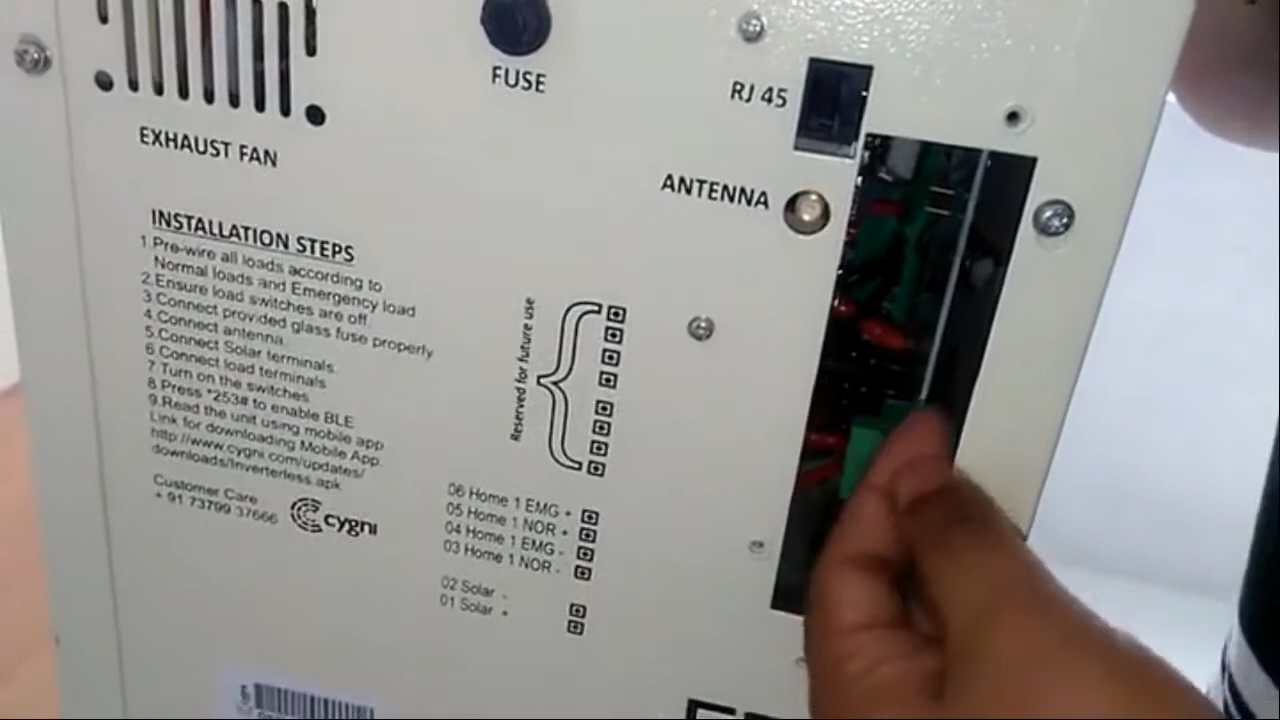 FUSE
RJ 45
EXHAUST FAN
ANTENNA
INSTALLATION STEPS
1.Pre-wire all loads according to
Normal loads and Emergency load
2.Ensure load switches are off.
3.Connect provided glass fuse properly
4.Connect antenna.
5.Connect Solar terminals.
6 Connect load terminals
7 Turn on the switches
8 Press *253# to enable BLE
9.Read the unit using mobile app
Link for downloading Mobile App
http://www.cygni.com/updates/
downloads/Inverterless.apk
Customer Care
+ 91 73799 37666
cygni
Reserved for future use
06 Home 1 EMG +
05 Home 1 NOR +
04 Home 1 EMG -
03 Home 1 NOR -
02 Solar -
01 Solar +